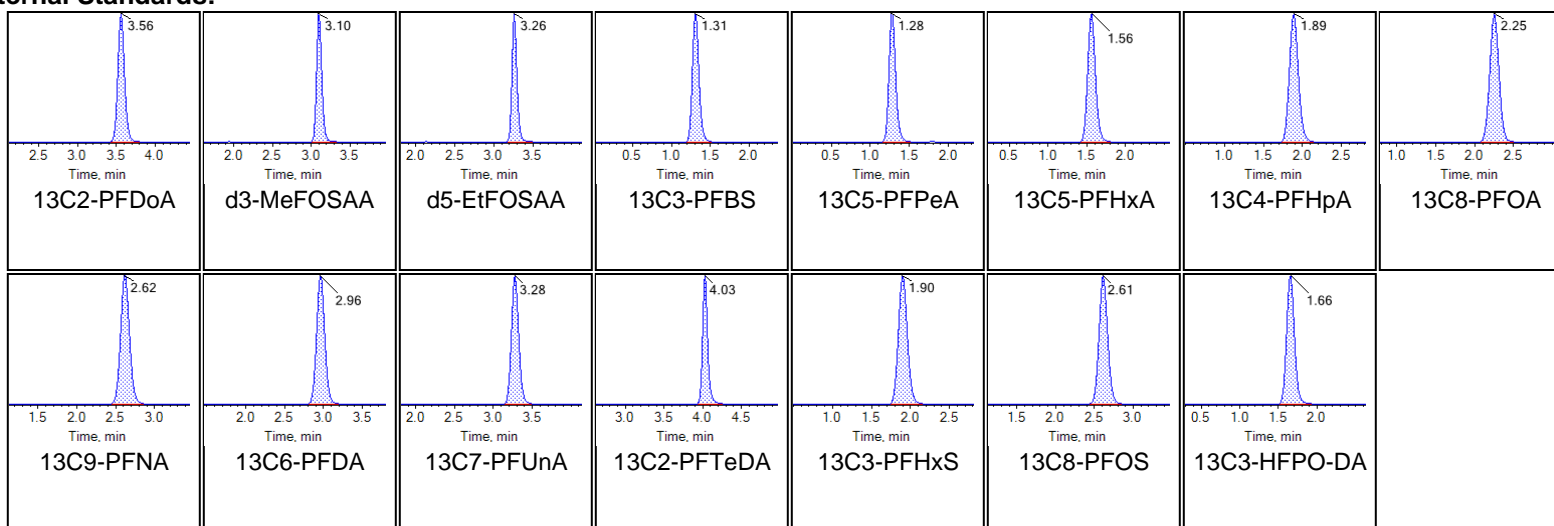 ternal Standards:
3.56 3.10 3.26 1.31 1.28 1.56 1.89 2.25
2.5 3.0 3.5 4.0 2.0 2.5 3.0 3.5 2.0 2.5 3.0 3.5 0.5 1.0 1.5 2.0 0.5 1.0 1.5 2.0 0.5 1.0 1.5 2.0 1.0 1.5 2.0 2.5 1.0 1.5 2.0 2.5
Time, min Time, min Time, min Time, min Time, min Time, min Time, min Time, min
13C2-PFDoA d3-MeFOSAA d5-EtFOSAA 13C3-PFBS 13C5-PFPeA 13C5-PFHxA 13C4-PFHpA 13C8-PFOA
2.62 2.96 3.28 4.03 1.90 2.61 1.66
1.5 2.0 2.5 3.0 2.0 2.5 3.0 3.5 2.0 2.5 3.0 3.5 3.0 3.5 4.0 4.5 1.0 1.5 2.0 2.5 1.5 2.0 2.5 3.0 0.5 1.0 1.5 2.0
Time, min Time, min Time, min Time, min Time, min Time, min Time, min
13C9-PFNA 13C6-PFDA 13C7-PFUnA 13C2-PFTeDA 13C3-PFHxS 13C8-PFOS 13C3-HFPO-DA